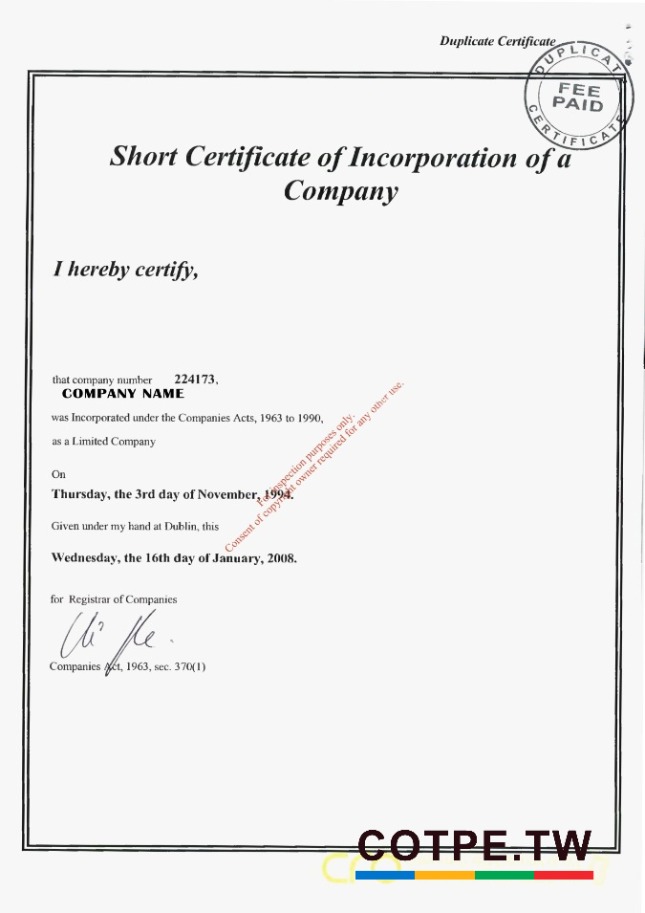 Duplicate Certificate
DUPLICATE
FEE
PAID
CERTIFICATE
Short Certificate of Incorporation of a
Company
I hereby certify,
that company number 224173,
COMPANY NAME
was Incorporated under the Companies Acts, 1963 to 1990,
as a Limited Company
On
Thursday, the 3rd day of November, 1994.
For inspection purposes only.
Consent of copyright owner required for any other use.
Given under my hand at Dublin, this
Wednesday, the 16th day of January, 2008.
for Registrar of Companies
Companies Act, 1963, sec. 370(1)
COTPE.TW